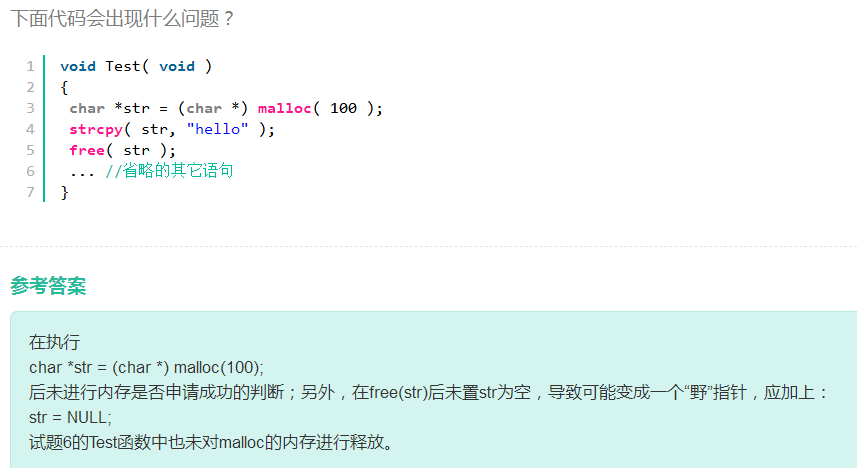 下面代码会出现什么问题？
1 void Test( void )
2 {
3 char *str = (char *) malloc( 100 );
4 strcpy( str, "hello" );
5 free( str );
6 ... //省略的其它语句
7 }
参考答案
在执行
char *str = (char *) malloc(100);
后未进行内存是否申请成功的判断；另外，在free(str)后未置str为空，导致可能变成一个“野”指针，应加上：
str = NULL;
试题6的Test函数中也未对malloc的内存进行释放。